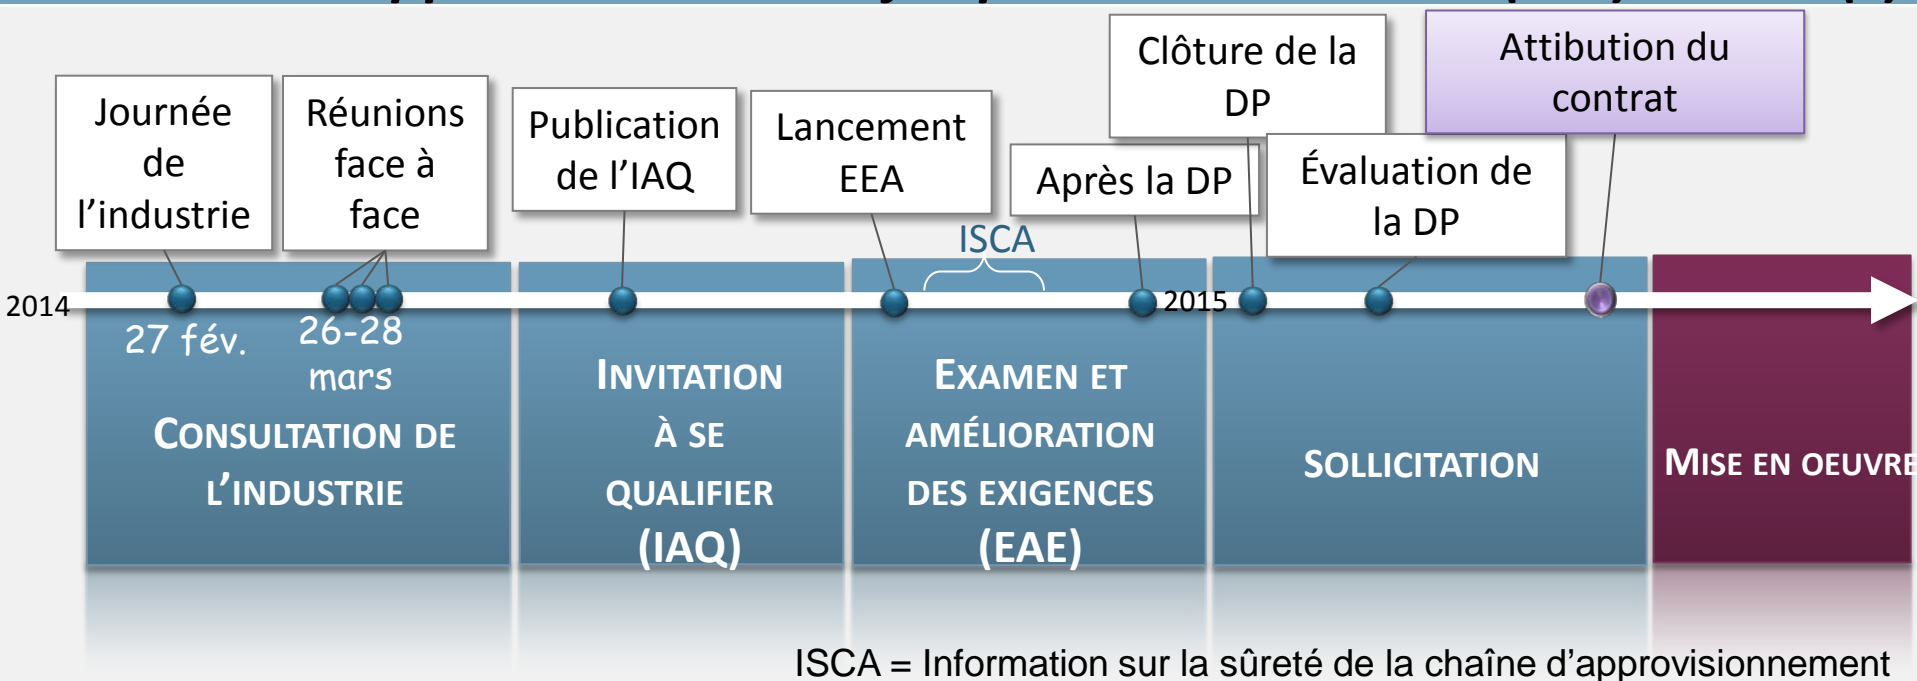 Journée
de
l'industrie
Réunions
face à
face
Publication
de l'IAQ
Lancement
EEA
Après la DP
Clôture de la
DP
Évaluation de
la DP
Attibution du
contrat
ISCA
2014
2015
27 fév.
26-28
mars
CONSULTATION DE
L'INDUSTRIE
INVITATION
À SE
QUALIFIER
(IAQ)
EXAMEN ET
AMÉLIORATION
DES EXIGENCES
(EAE)
SOLLICITATION
MISE EN OEUVRE
ISCA = Information sur la sûreté de la chaîne d'approvisionnement